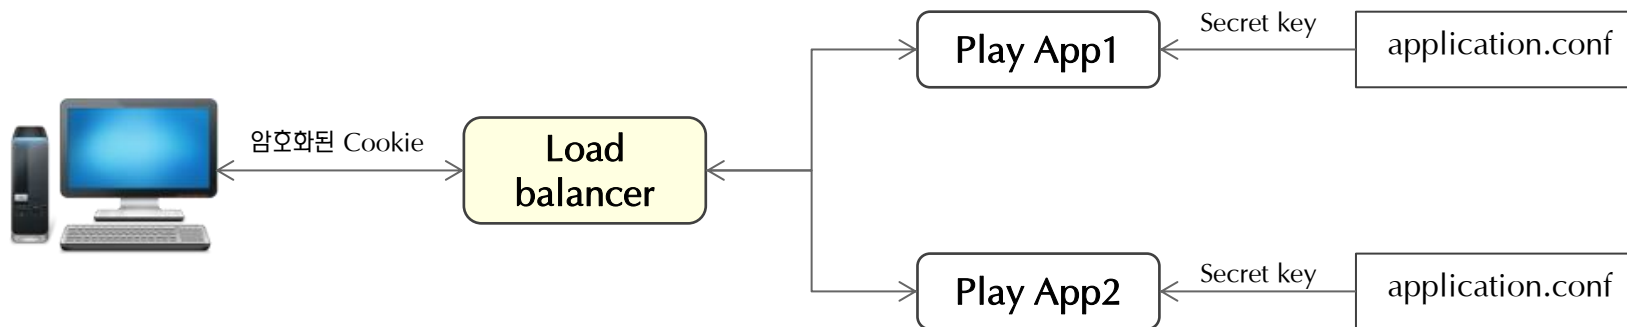 Secret key
Play App1
application.conf
암호화된 Cookie
Load
balancer
Secret key
Play App2
application.conf